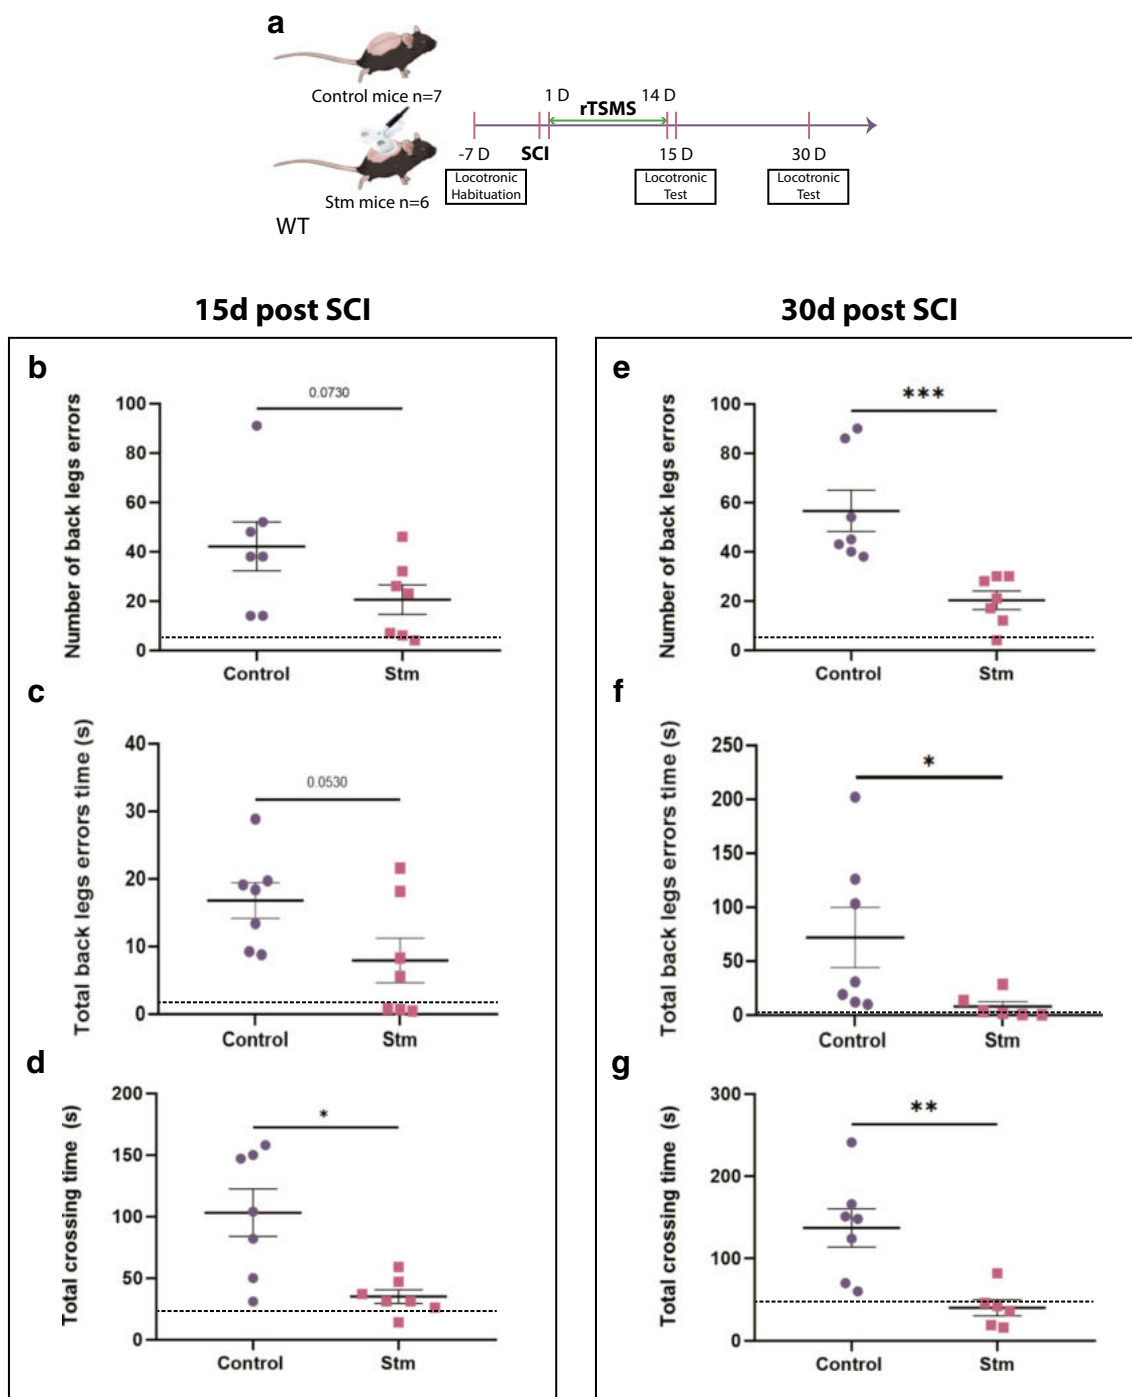 a
Control mice n=7
Stm mice n=6
WT
1 D
rTSMS
14 D
-7 D
SCI
15 D
30 D
Locotronic
Habituation
Locotronic
Test
Locotronic
Test
15d post SCI
30d post SCI
b
Number of back legs errors
100
80
60
40
20
0
0.0730
Control
Stm
c
Total back legs errors time (s)
40
30
20
10
0
0.0530
Control
Stm
d
Total crossing time (s)
200
150
100
50
0
*
Control
Stm
e
Number of back legs errors
100
80
60
40
20
0
***
Control
Stm
f
Total back legs errors time (s)
250
200
150
100
50
0
*
Control
Stm
g
Total crossing time (s)
300
200
100
0
**
Control
Stm